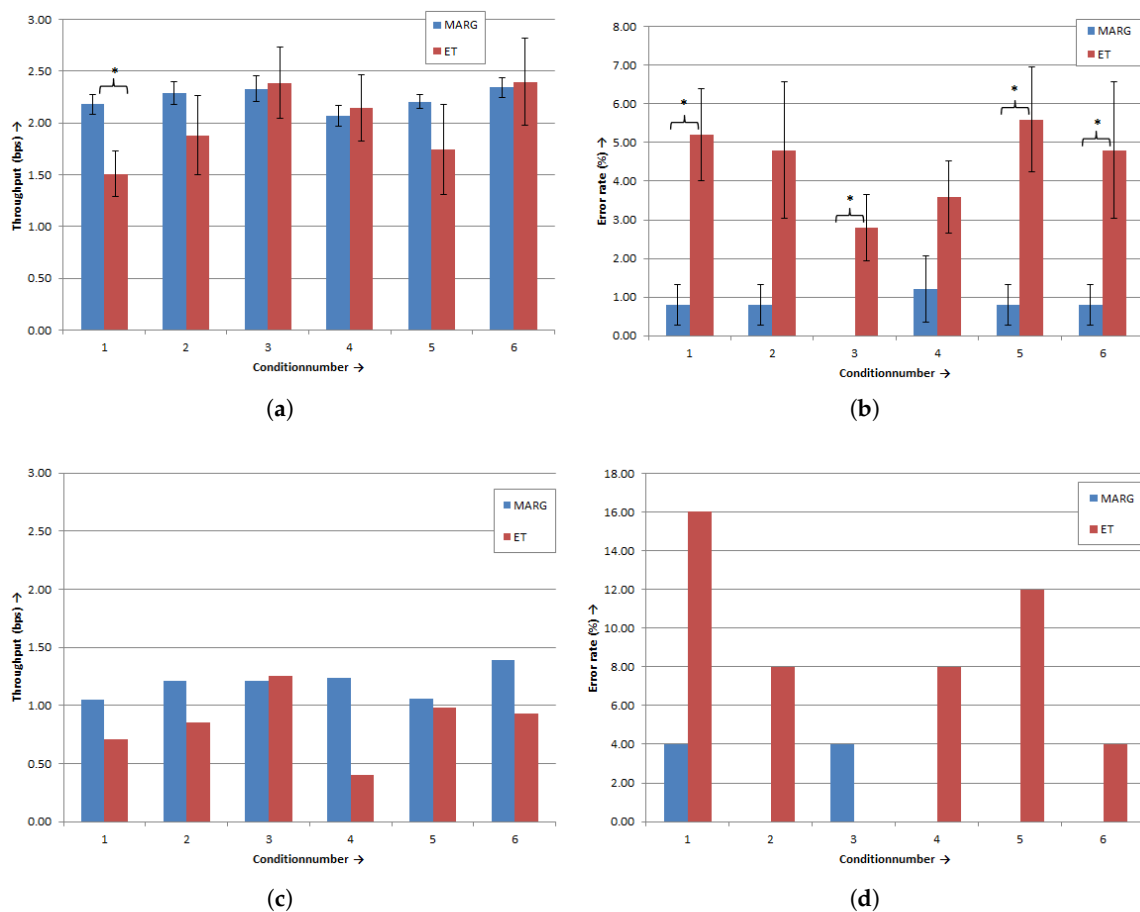 3.00
2.50
2.00
1.50
1.00
0.50
0.00
Throughput (bps) →
MARG
ET
*
1 2 3 4 5 6
Conditionnumber →
(a)
8.00
7.00
6.00
5.00
4.00
3.00
2.00
1.00
0.00
Error rate (%) →
MARG
ET
*
*
*
*
1 2 3 4 5 6
Conditionnumber →
(b)
3.00
2.50
2.00
1.50
1.00
0.50
0.00
Throughput (bps) →
MARG
ET
1 2 3 4 5 6
Conditionnumber →
(c)
18.00
16.00
14.00
12.00
10.00
8.00
6.00
4.00
2.00
0.00
Error rate (%) →
MARG
ET
1 2 3 4 5 6
Conditionnumber →
(d)